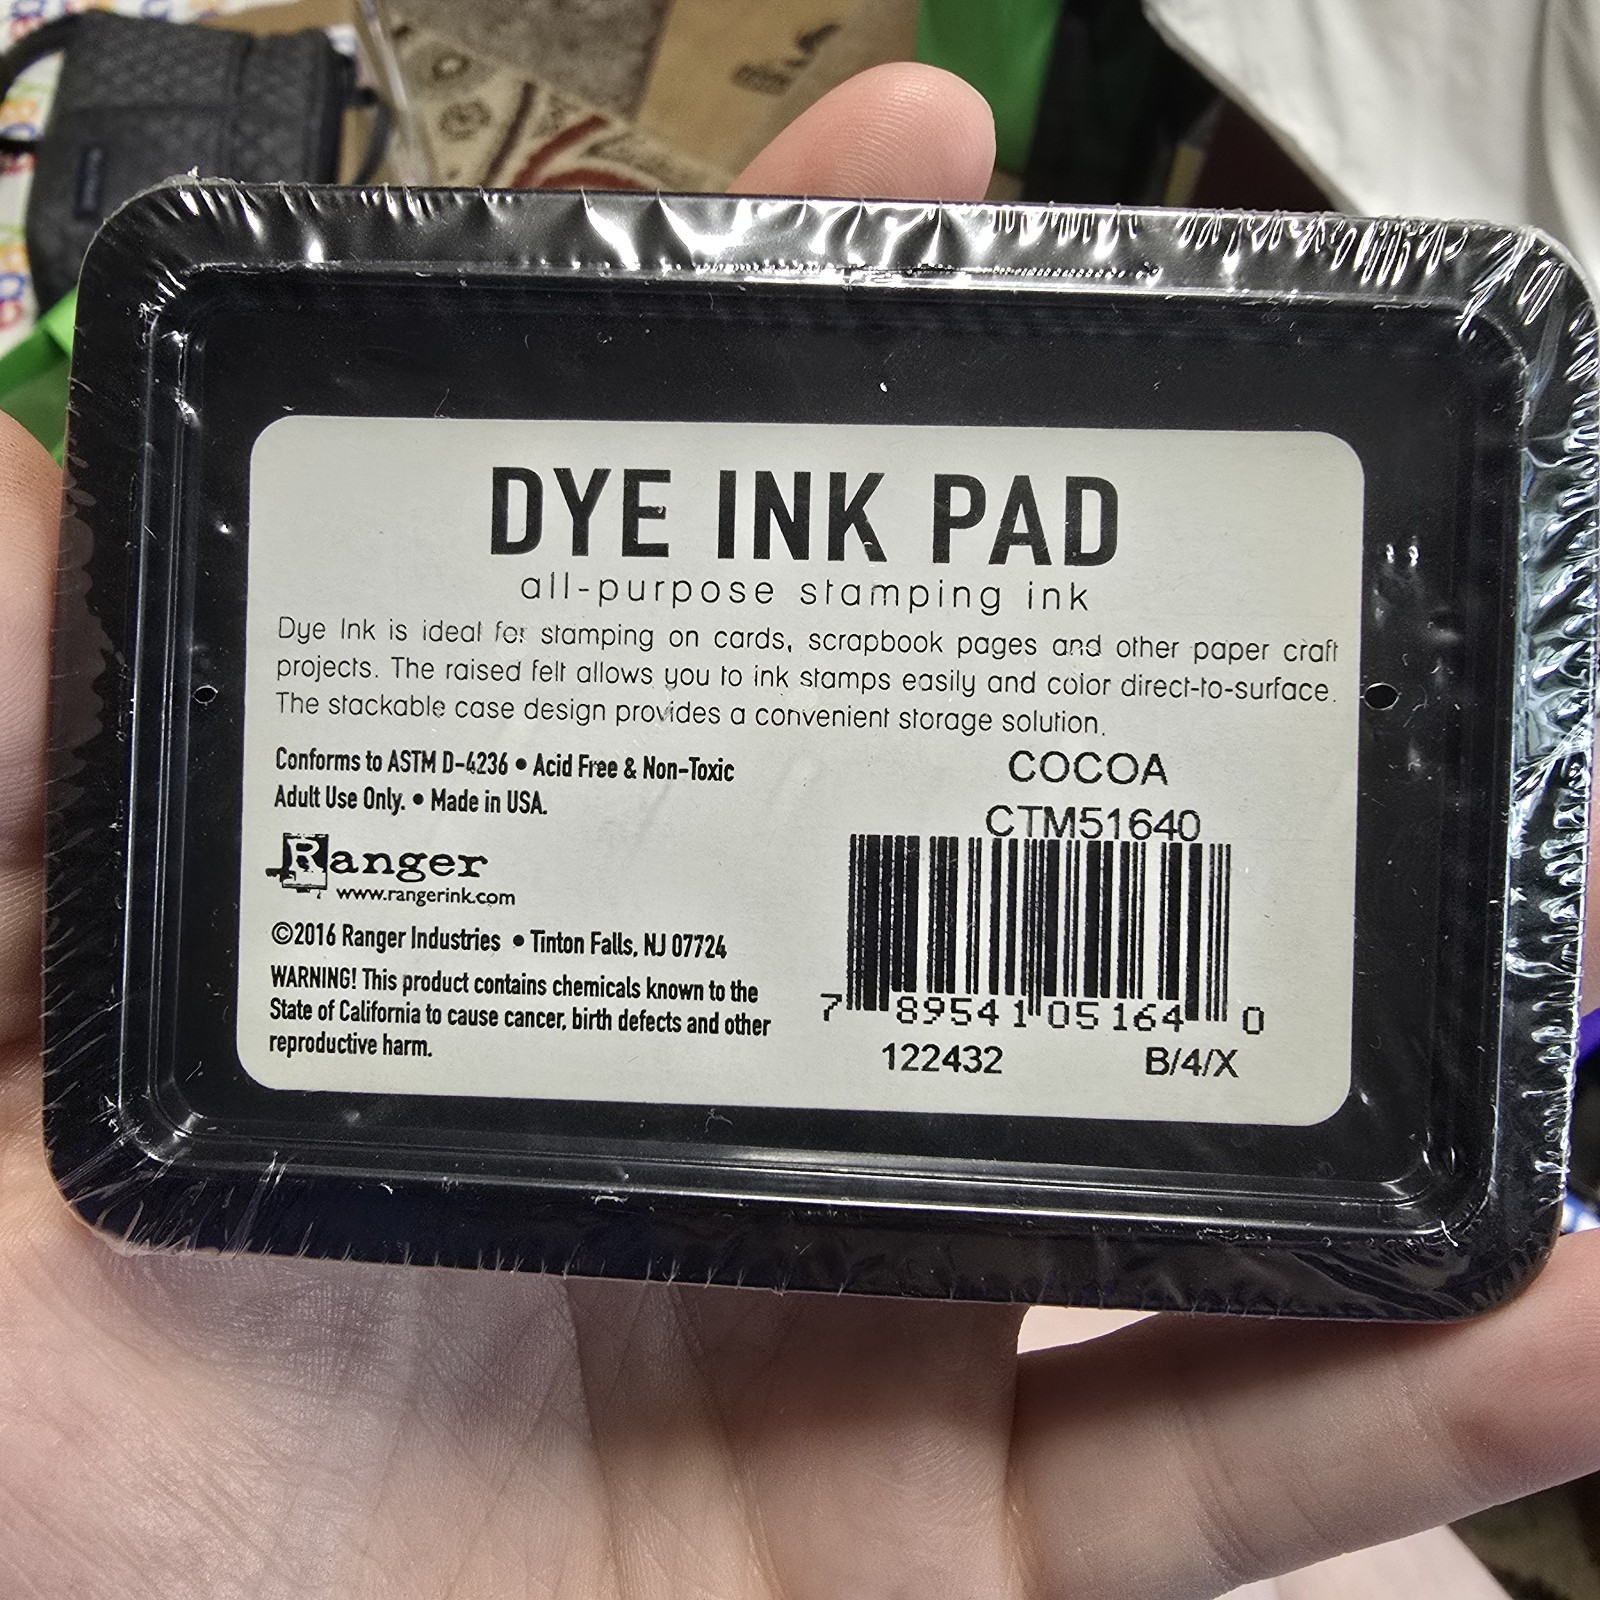 DYE INK PAD
all-purpose stamping ink
Dye Ink is ideal for stamping on cards, scrapbook pages and other paper craft
projects. The raised felt allows you to ink stamps easily and color direct-to-surface.
The stackable case design provides a convenient storage solution.
Conforms to ASTM D-4236 • Acid Free & Non-Toxic
Adult Use Only. • Made in USA.
Ranger
www.rangerink.com
©2016 Ranger Industries • Tinton Falls, NJ 07724
WARNING! This product contains chemicals known to the
State of California to cause cancer, birth defects and other
reproductive harm.
COCOA
CTM51640
7 89541 05164 0
122432 B/4/X